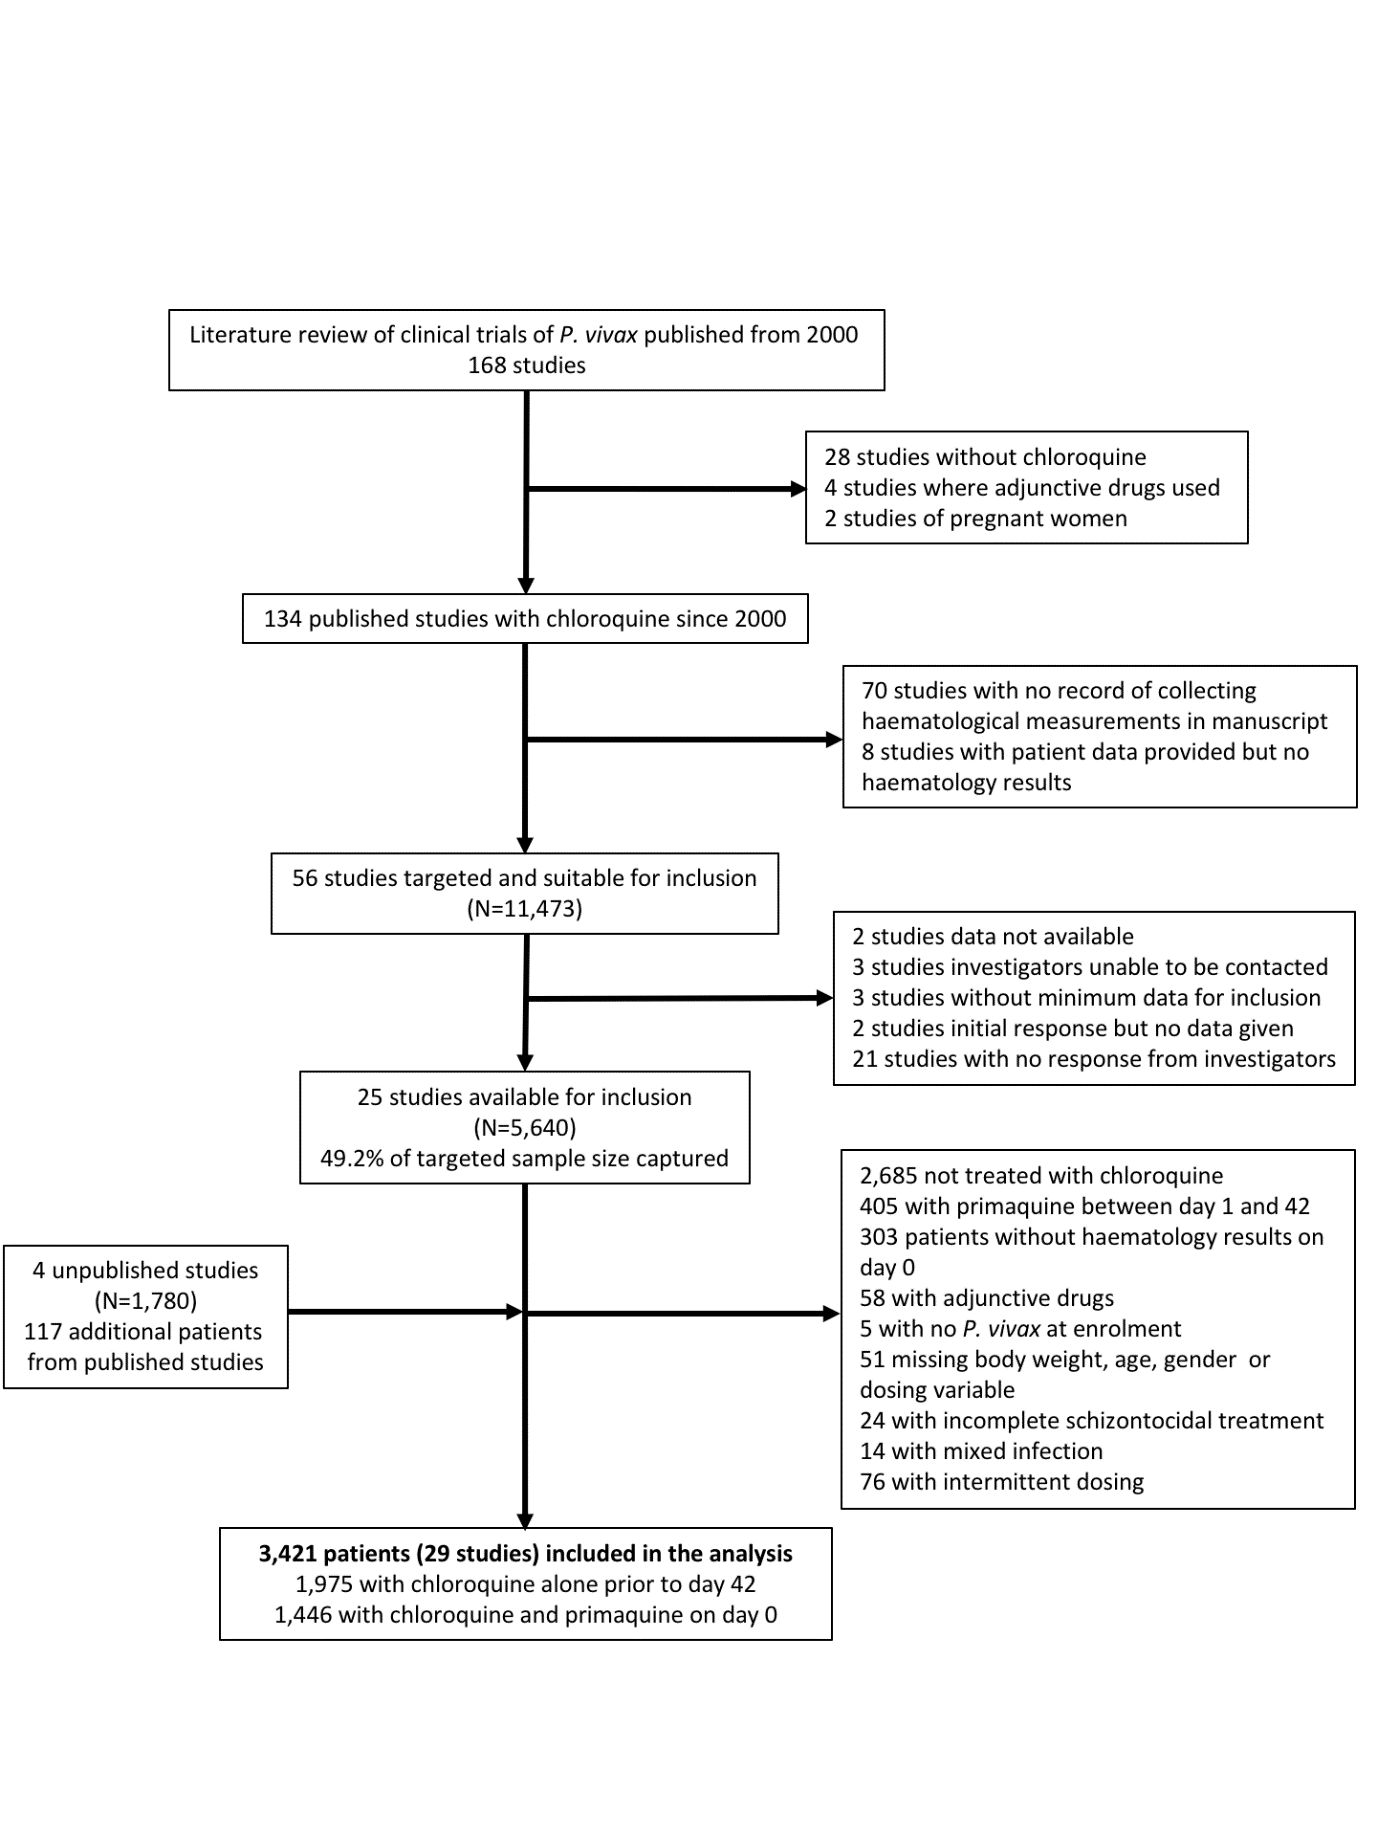 Literature review of clinical trials of P. vivax published from 2000
168 studies
28 studies without chloroquine
4 studies where adjunctive drugs used
2 studies of pregnant women
134 published studies with chloroquine since 2000
70 studies with no record of collecting
haematological measurements in manuscript
8 studies with patient data provided but no
haematology results
56 studies targeted and suitable for inclusion
(N=11,473)
2 studies data not available
3 studies investigators unable to be contacted
3 studies without minimum data for inclusion
2 studies initial response but no data given
21 studies with no response from investigators
25 studies available for inclusion
(N=5,640)
49.2% of targeted sample size captured
4 unpublished studies
(N=1,780)
117 additional patients
from published studies
2,685 not treated with chloroquine
405 with primaquine between day 1 and 42
303 patients without haematology results on
day 0
58 with adjunctive drugs
5 with no P. vivax at enrolment
51 missing body weight, age, gender or
dosing variable
24 with incomplete schizontocidal treatment
14 with mixed infection
76 with intermittent dosing
3,421 patients (29 studies) included in the analysis
1,975 with chloroquine alone prior to day 42
1,446 with chloroquine and primaquine on day 0